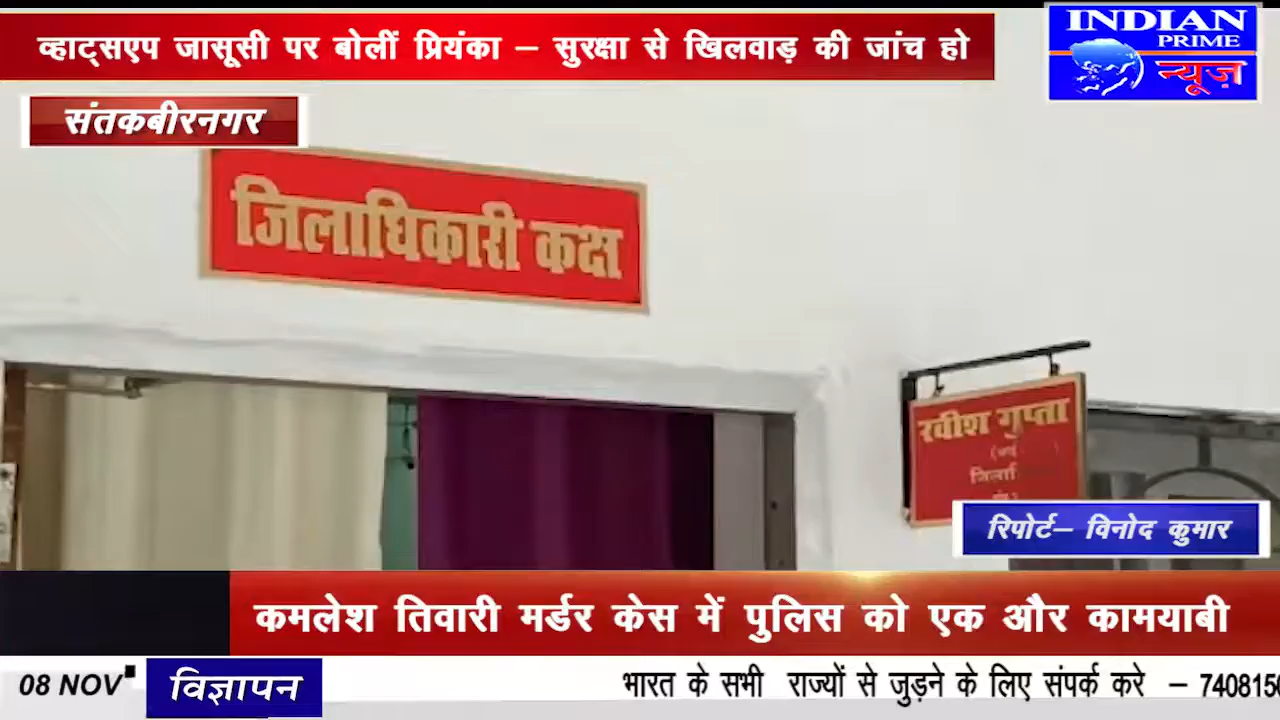 व्हाट्सएप जासूसी पर बोलीं प्रियंका – सुरक्षा से खिलवाड़ की जांच हो
INDIAN
PRIME
न्यूज़
संतकबीरनगर
जिलाधिकारी कक्ष
रवीश गुप्ता
रिपोर्ट– विनोद कुमार
कमलेश तिवारी मर्डर केस में पुलिस को एक और कामयाबी
08 NOV
विज्ञापन
भारत के सभी राज्यों से जुड़ने के लिए संपर्क करे – 7408150